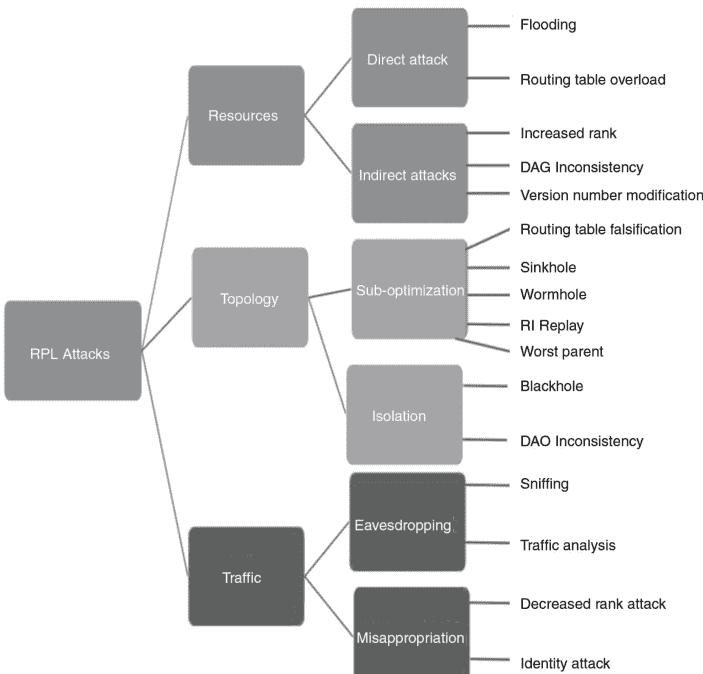 RPL Attacks
Resources
Direct attack
Flooding
Routing table overload
Indirect attacks
Increased rank
DAG Inconsistency
Version number modification
Topology
Sub-optimization
Routing table falsification
Sinkhole
Wormhole
RI Replay
Worst parent
Isolation
Blackhole
DAO Inconsistency
Traffic
Eavesdropping
Sniffing
Traffic analysis
Misappropriation
Decreased rank attack
Identity attack